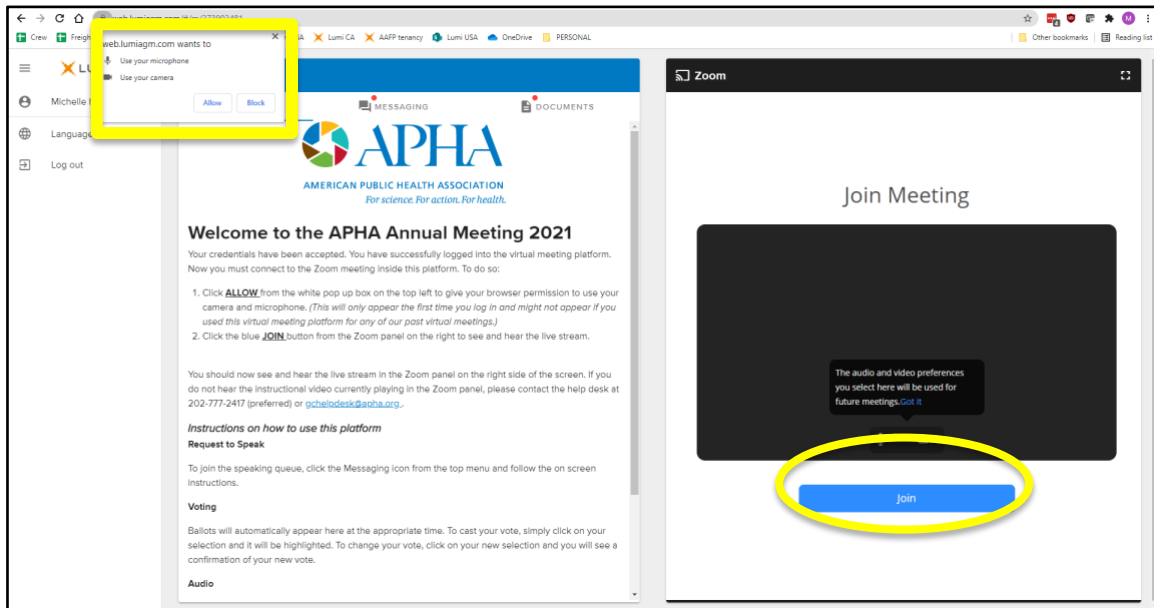 Crew
Freigh
Lumi CA
AAFP tenancy
Lumi USA
OneDrive
PERSONAL
Other bookmarks
Reading list
web.lumiagm.com wants to
Use your microphone
Use your camera
Allow
Block
LU
Michelle
Language
Log out
MESSAGING
DOCUMENTS
APHA
AMERICAN PUBLIC HEALTH ASSOCIATION
For science. For action. For health.
Welcome to the APHA Annual Meeting 2021
Your credentials have been accepted. You have successfully logged into the virtual meeting platform.
Now you must connect to the Zoom meeting inside this platform. To do so:
1. Click ALLOW from the white pop up box on the top left to give your browser permission to use your
camera and microphone. (This will only appear the first time you log in and might not appear if you
used this virtual meeting platform for any of our past virtual meetings.)
2. Click the blue JOIN button from the Zoom panel on the right to see and hear the live stream.
You should now see and hear the live stream in the Zoom panel on the right side of the screen. If you
do not hear the instructional video currently playing in the Zoom panel, please contact the help desk at
202-777-2417 (preferred) or gchelpdesk@apha.org .
Instructions on how to use this platform
Request to Speak
To join the speaking queue, click the Messaging icon from the top menu and follow the on screen
instructions.
Voting
Ballots will automatically appear here at the appropriate time. To cast your vote, simply click on your
selection and it will be highlighted. To change your vote, click on your new selection and you will see a
confirmation of your new vote.
Audio
Zoom
Join Meeting
The audio and video preferences
you select here will be used for
future meetings.Got it
Join